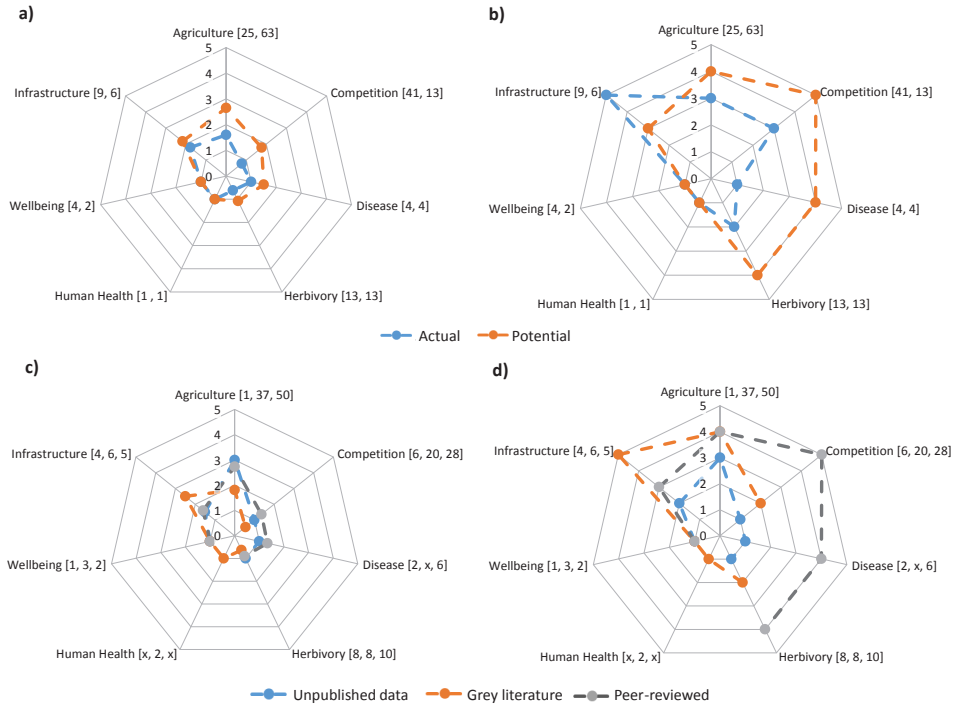 a)
Agriculture [25, 63]
5
4
3
2
1
0
Competition [41, 13]
Disease [4, 4]
Herbivory [13, 13]
Human Health [1 , 1]
Wellbeing [4, 2]
Infrastructure [9, 6]
b)
Agriculture [25, 63]
5
4
3
2
1
0
Competition [41, 13]
Disease [4, 4]
Herbivory [13, 13]
Human Health [1 , 1]
Wellbeing [4, 2]
Infrastructure [9, 6]
Actual
Potential
c)
Agriculture [1, 37, 50]
5
4
3
2
1
0
Competition [6, 20, 28]
Disease [2, x, 6]
Herbivory [8, 8, 10]
Human Health [x, 2, x]
Wellbeing [1, 3, 2]
Infrastructure [4, 6, 5]
d)
Agriculture [1, 37, 50]
5
4
3
2
1
0
Competition [6, 20, 28]
Disease [2, x, 6]
Herbivory [8, 8, 10]
Human Health [x, 2, x]
Wellbeing [1, 3, 2]
Infrastructure [4, 6, 5]
Unpublished data
Grey literature
Peer-reviewed